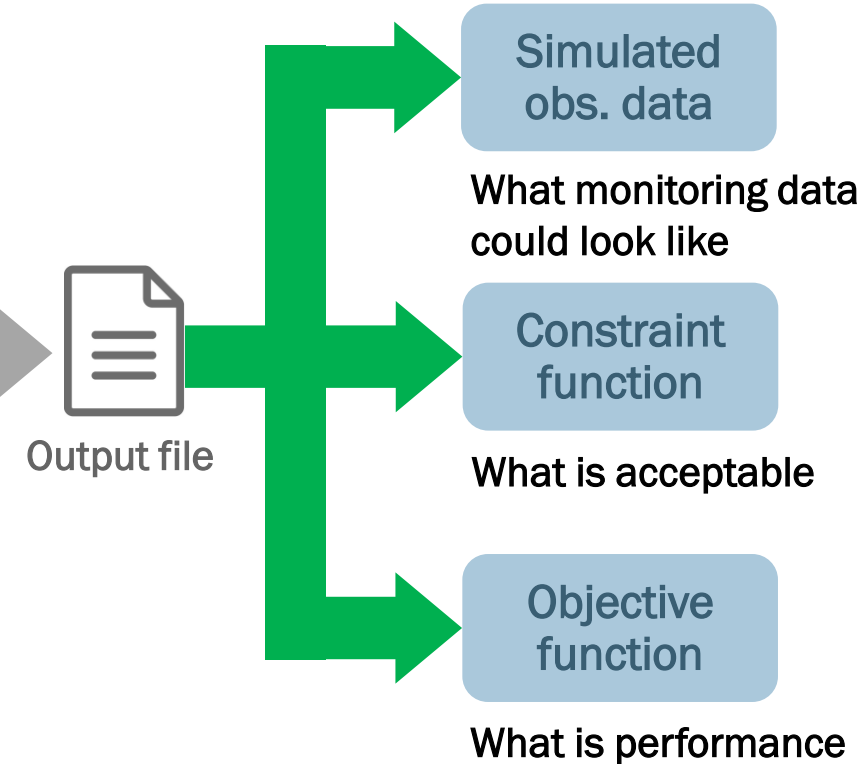 Simulated
obs. data
What monitoring data
could look like
Output file
Constraint
function
What is acceptable
Objective
function
What is performance